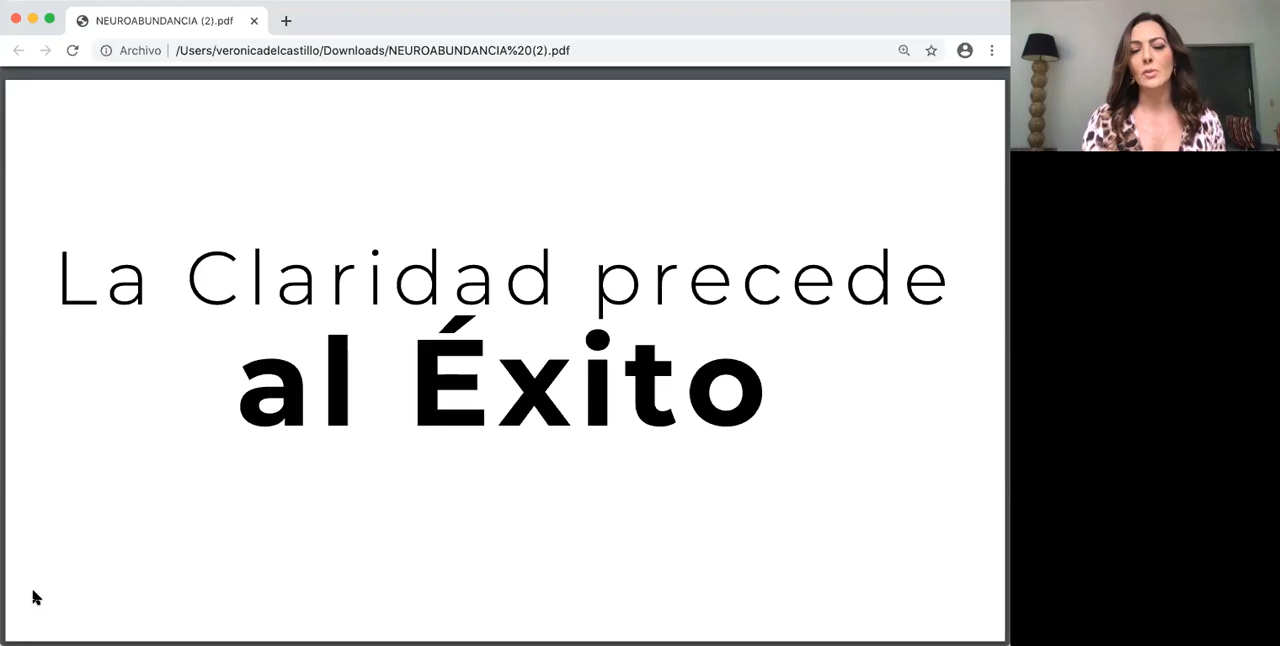 NEUROABUNDANCIA (2).pdf
Archivo /Users/veronicadelcastillo/Downloads/NEUROABUNDANCIA%20(2).pdf
La Claridad precede
al Éxito